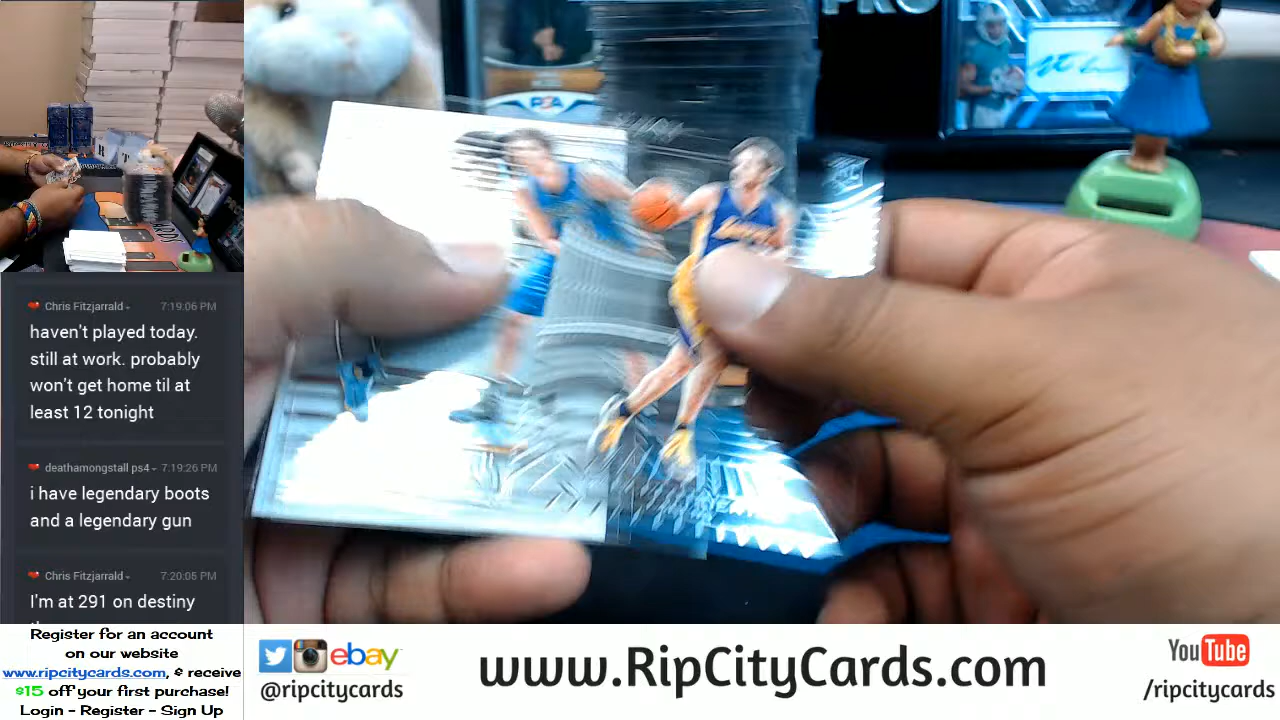 Chris Fitzjarrald
7:19:06 PM
haven't played today.
still at work. probably
won't get home til at
least 12 tonight
deathamongstall ps4
7:19:26 PM
i have legendary boots
and a legendary gun
Chris Fitzjarrald
7:20:05 PM
I'm at 291 on destiny
Register for an account
on our website
www.ripcitycards.com, & receive
$15 off your first purchase!
Login - Register - Sign Up
ebay
@ripcitycards
www.RipCityCards.com
YouTube
/ripcitycards
PSA
PRO